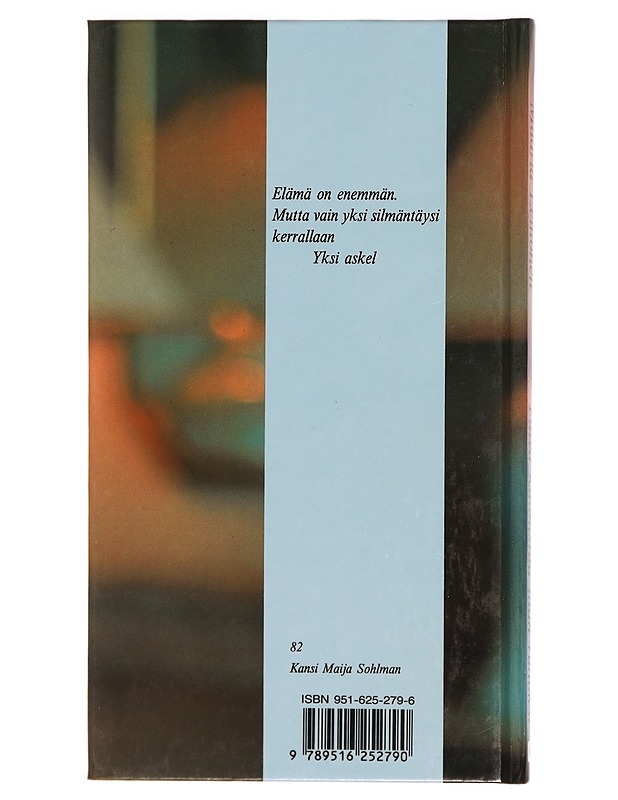 Elämä on enemmän.
Mutta vain yksi silmäntäysi
kerrallaan
Yksi askel
82
Kansi Maija Sohlman
ISBN 951-625-279-6
9 789516 252790